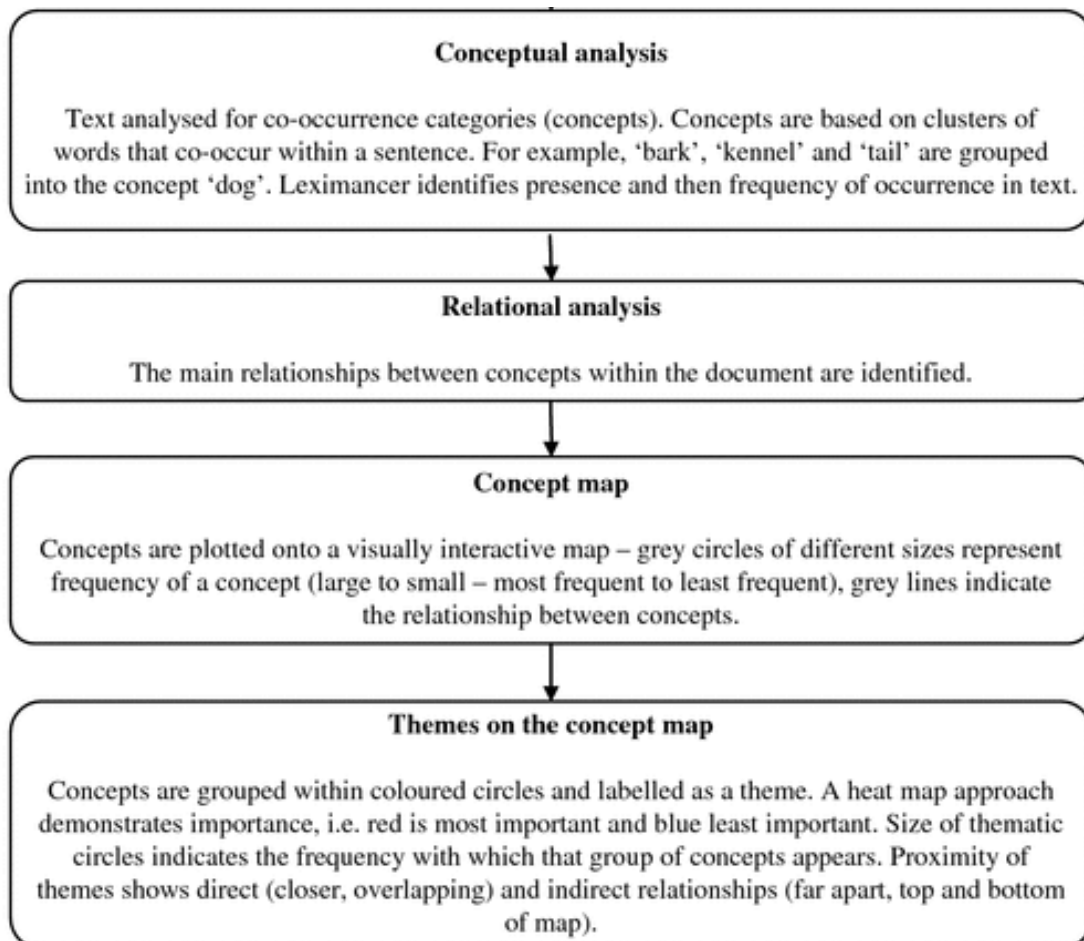 Conceptual analysis
Text analysed for co-occurrence categories (concepts). Concepts are based on clusters of
words that co-occur within a sentence. For example, ‘bark’, ‘kennel’ and ‘tail’ are grouped
into the concept ‘dog’. Leximancer identifies presence and then frequency of occurrence in text.
Relational analysis
The main relationships between concepts within the document are identified.
Concept map
Concepts are plotted onto a visually interactive map – grey circles of different sizes represent
frequency of a concept (large to small – most frequent to least frequent), grey lines indicate
the relationship between concepts.
Themes on the concept map
Concepts are grouped within coloured circles and labelled as a theme. A heat map approach
demonstrates importance, i.e. red is most important and blue least important. Size of thematic
circles indicates the frequency with which that group of concepts appears. Proximity of
themes shows direct (closer, overlapping) and indirect relationships (far apart, top and bottom
of map).